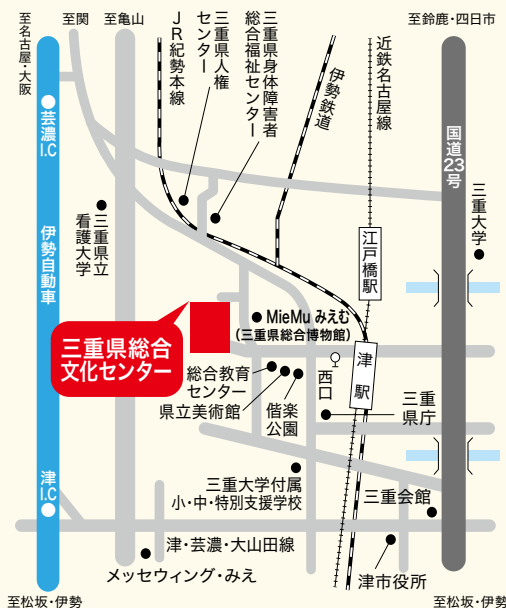 至名古屋・大阪
至関
至亀山
JR紀勢本線
三重県人権
センター
三重県身体障害者
総合福祉センター
伊勢鉄道
近鉄名古屋線
至鈴鹿・四日市
芸濃I.C
国道23号
三重県立
看護大学
伊勢自動車
三重大学
江戸橋駅
MieMu みえむ
(三重県総合博物館)
三重県総合
文化センター
津駅
西口
総合教育
センター
県立美術館
偕楽
公園
三重
県庁
三重大学付属
小・中・特別支援学校
津I.C
三重会館
津・芸濃・大山田線
メッセウィング・みえ
津市役所
至松坂・伊勢
至松坂・伊勢